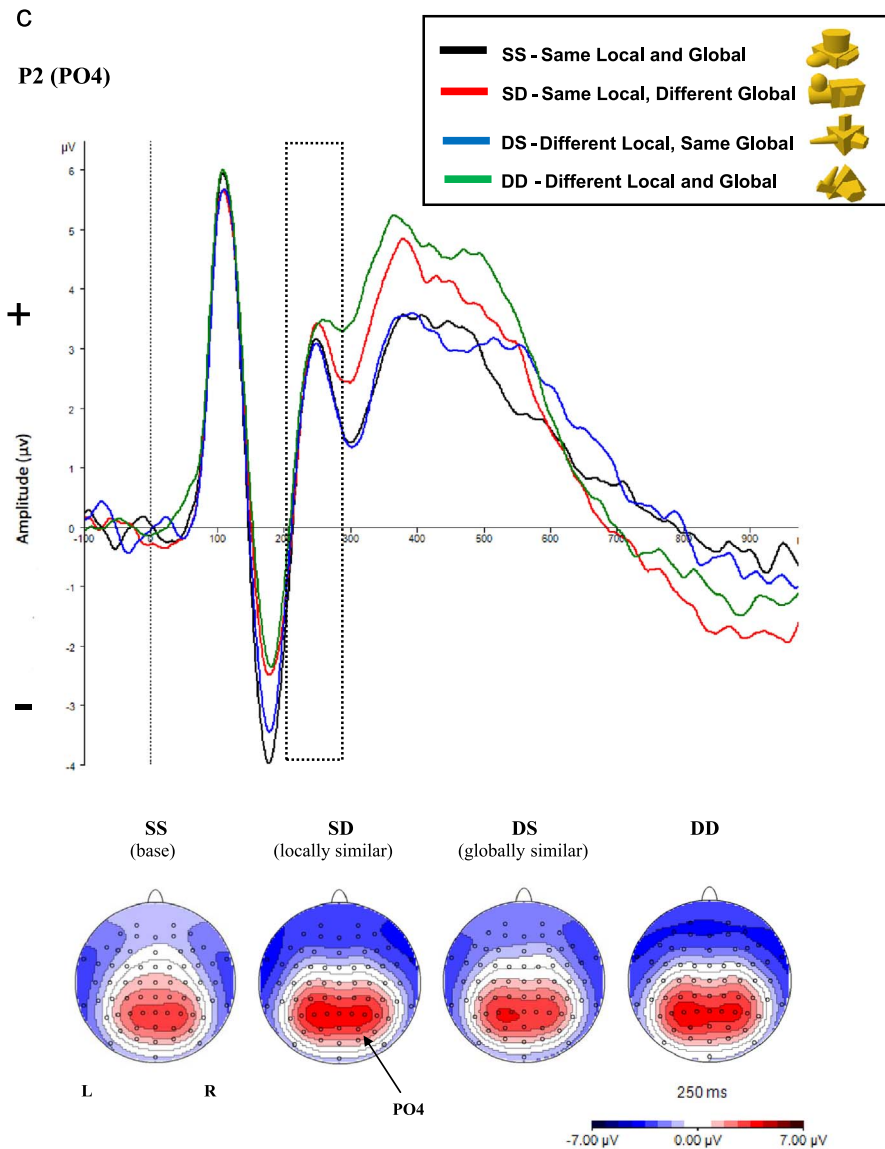 C
P2 (PO4)
SS - Same Local and Global
SD - Same Local, Different Global
DS - Different Local, Same Global
DD - Different Local and Global
µV
6
5
4
3
2
1
0
-1
-2
-3
-4
+
-
Amplitude (µv)
-100 0 100 200 300 400 500 600 700 800 900
SS SD DS DD
(base) (locally similar) (globally similar)
L R
PO4
250 ms
-7.00 µV 0.00 µV 7.00 µV